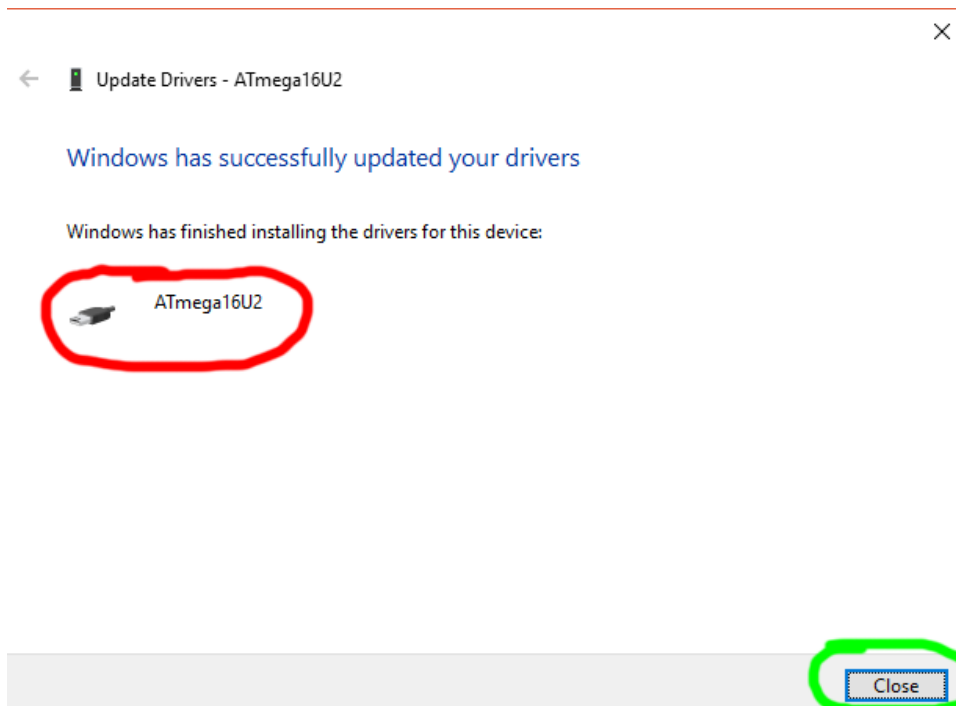 Update Drivers - ATmega16U2
Windows has successfully updated your drivers
Windows has finished installing the drivers for this device:
ATmega16U2
Close